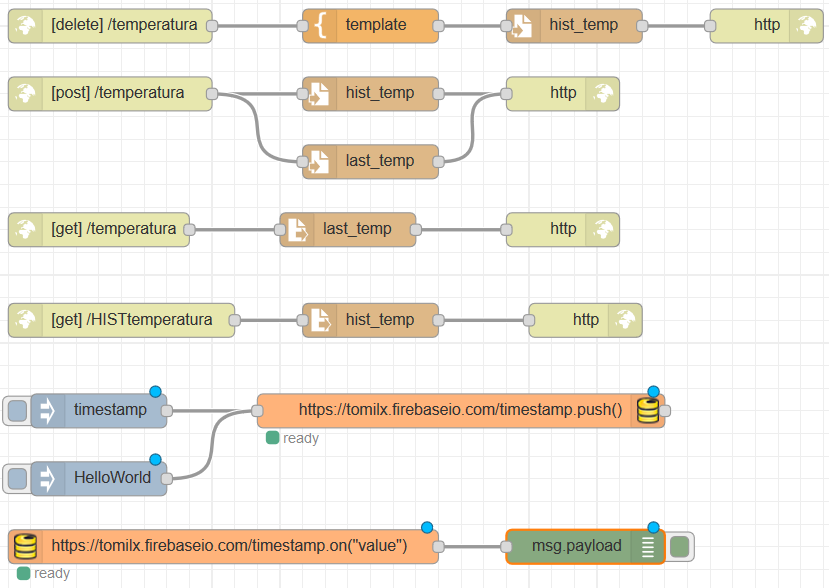 [delete] /temperatura
template
hist_temp
http
[post] /temperatura
hist_temp
http
last_temp
[get] /temperatura
last_temp
http
[get] /HISTtemperatura
hist_temp
http
timestamp
https://tomilx.firebaseio.com/timestamp.push()
ready
HelloWorld
https://tomilx.firebaseio.com/timestamp.on("value")
msg.payload
ready